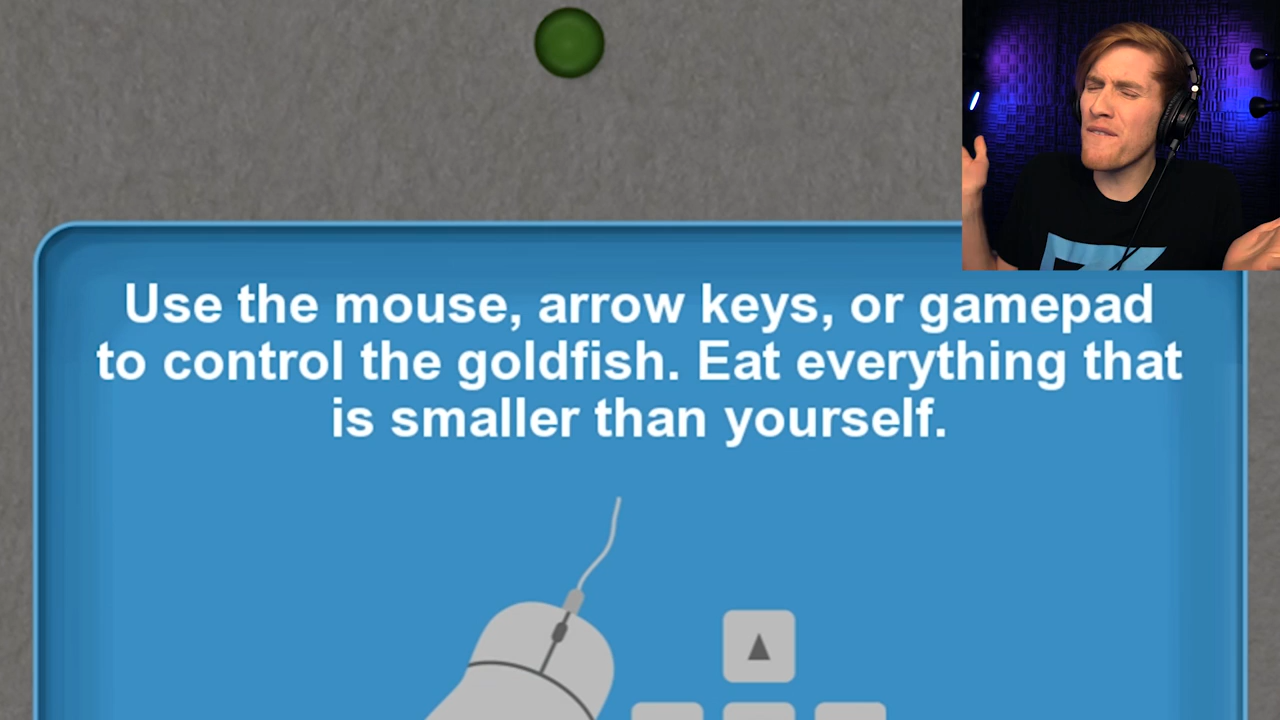 Use the mouse, arrow keys, or gamepad
to control the goldfish. Eat everything that
is smaller than yourself.